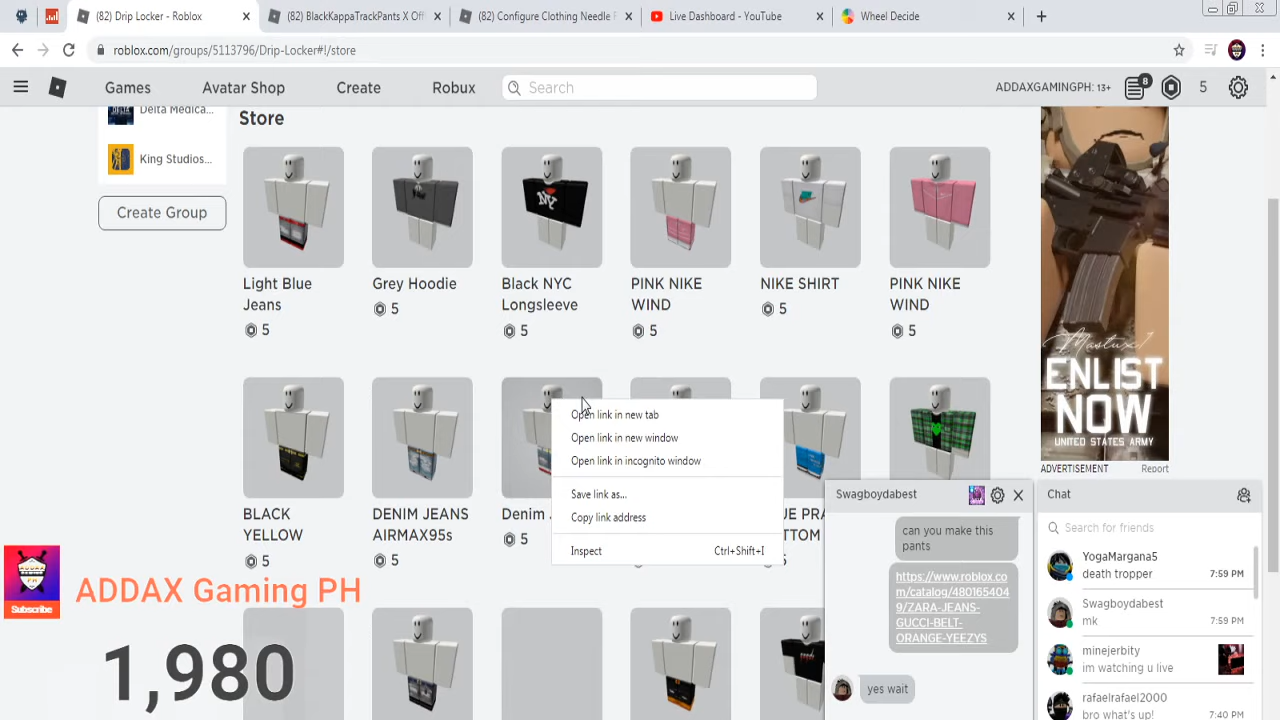 (82) Drip Locker - Roblox
(82) BlackKappaTrackPants X Off
(82) Configure Clothing Needle F
Live Dashboard - YouTube
Wheel Decide
roblox.com/groups/5113796/Drip-Locker#!/store
Games
Avatar Shop
Create
Robux
Search
ADDAXGAMINGPH: 13+
8
5
Delta Medica...
King Studios...
Create Group
Store
Light Blue
Jeans
5
Grey Hoodie
5
Black NYC
Longsleeve
5
PINK NIKE
WIND
5
NIKE SHIRT
5
PINK NIKE
WIND
5
NY
BLACK
YELLOW
5
DENIM JEANS
AIRMAX95s
5
Denim
5
Open link in new tab
Open link in new window
Open link in incognito window
Save link as...
Copy link address
Inspect
Ctrl+Shift+I
ENLIST
NOW
UNITED STATES ARMY
ADVERTISEMENT
Report
Swagboydabest
can you make this
pants
https://www.roblox.co
m/catalog/480165404
9/ZARA-JEANS-
GUCCI-BELT-
ORANGE-YEEZYS
yes wait
Chat
Search for friends
YogaMargana5
death tropper
7:59 PM
Swagboydabest
mk
7:59 PM
minejerbity
im watching u live
rafaelrafael2000
bro what's up!
7:40 PM
Subscribe
ADDAX Gaming PH
1,980